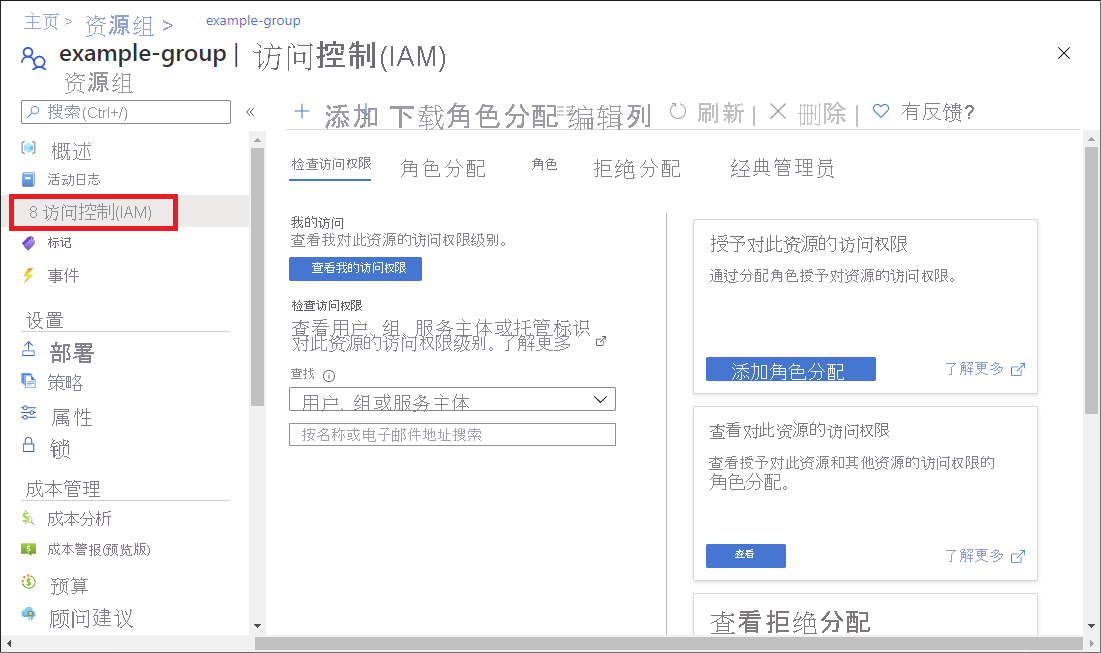 主页 > 资源组 > example-group
example-group | 访问控制(IAM)
资源组
搜索(Ctrl+/)
«
概述
活动日志
8 访问控制(IAM)
标记
事件
设置
部署
策略
属性
锁
成本管理
成本分析
成本警报(预览版)
预算
顾问建议
+ 添加 下载角色分配 编辑列 刷新 | 删除 | 有反馈?
检查访问权限 角色分配 角色 拒绝分配 经典管理员
我的访问
查看我对此资源的访问权限级别。
查看我的访问权限
检查访问权限
查看用户、组、服务主体或托管标识
对此资源的访问权限级别。了解更多
查找
用户、组或服务主体
按名称或电子邮件地址搜索
授予对此资源的访问权限
通过分配角色授予对资源的访问权限。
添加角色分配 了解更多
查看对此资源的访问权限
查看授予对此资源和其他资源的访问权限的
角色分配。
查看 了解更多
查看拒绝分配